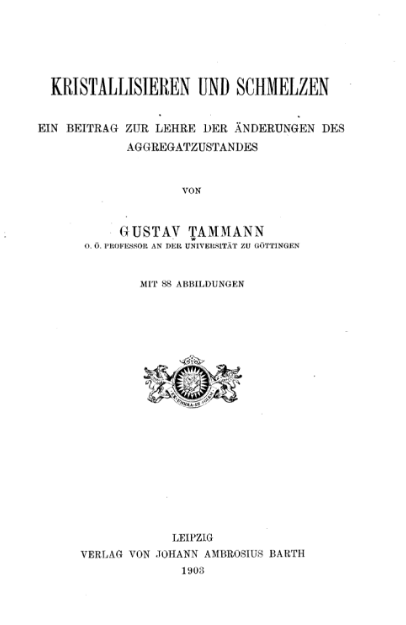 KRISTALLISIEREN UND SCHMELZEN
EIN BEITRAG ZUR LEHRE DER ÄNDERUNGEN DES
AGGREGATZUSTANDES
VON
GUSTAV TAMMANN
O. Ö. PROFESSOR AN DER UNIVERSITÄT ZU GÖTTINGEN
MIT 88 ABBILDUNGEN
LEIPZIG
VERLAG VON JOHANN AMBROSIUS BARTH
1903